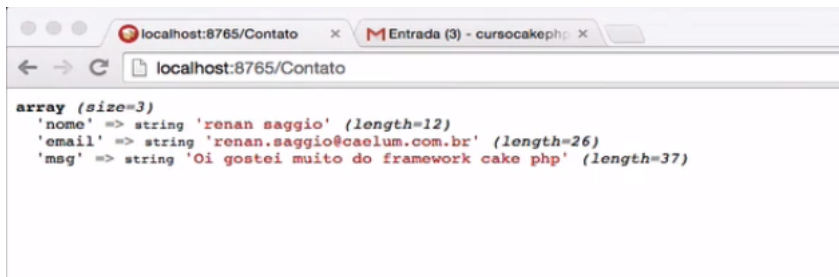 localhost:8765/Contato
Entrada (3) - cursocakephp
localhost:8765/Contato
array (size=3)
'nome' => string 'renan saggio' (length=12)
'email' => string 'renan.saggio@caelum.com.br' (length=26)
'msg' => string 'Oi gostei muito do framework cake php' (length=37)